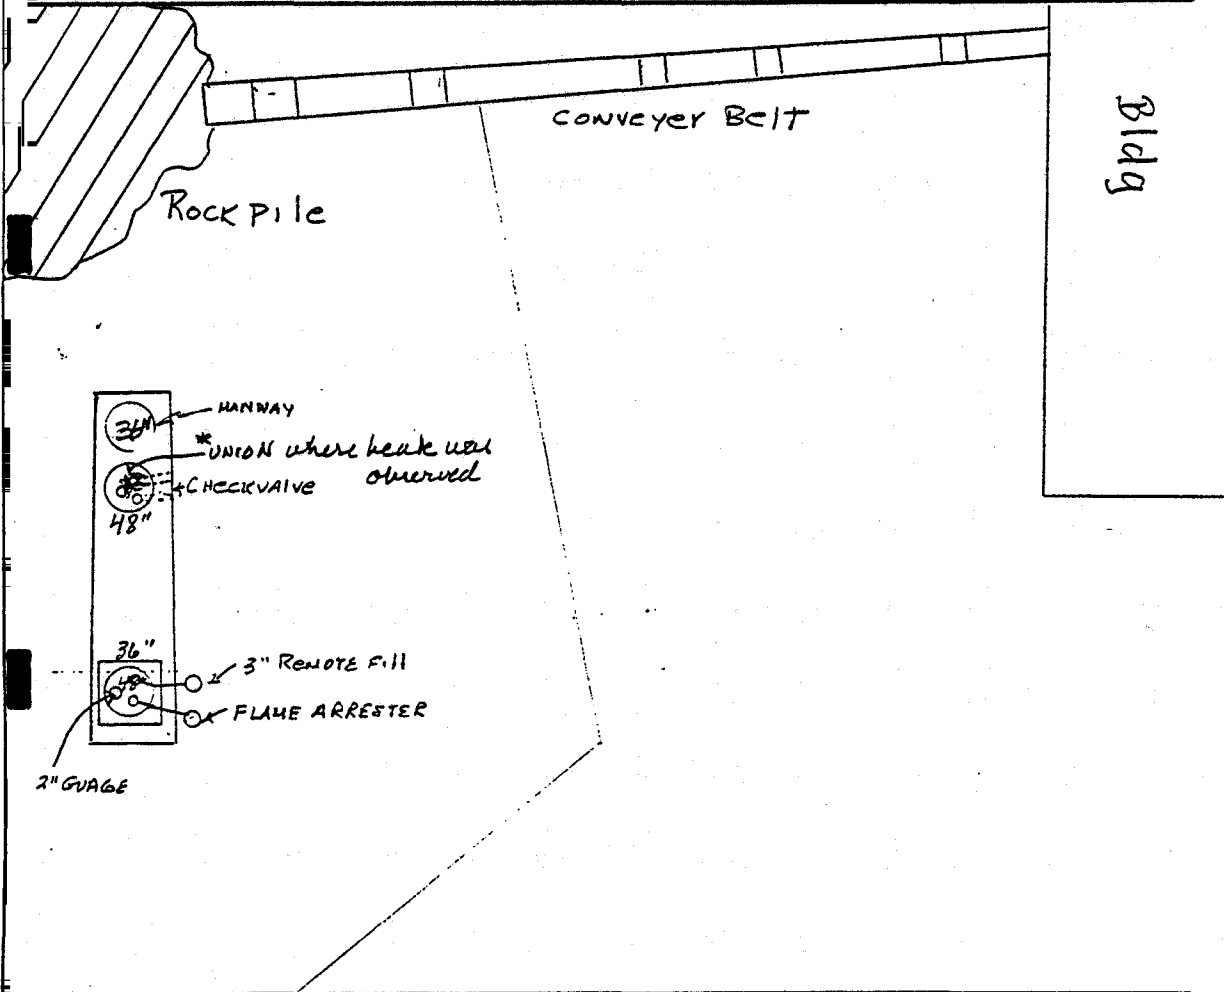 Conveyer Belt
Bldg
Rock pile
36"
MANWAY
*UNION where leak was
observed
CHECKVALVE
48"
36"
48"
3" REMOTE FILL
FLAME ARRESTER
2" GUAGE